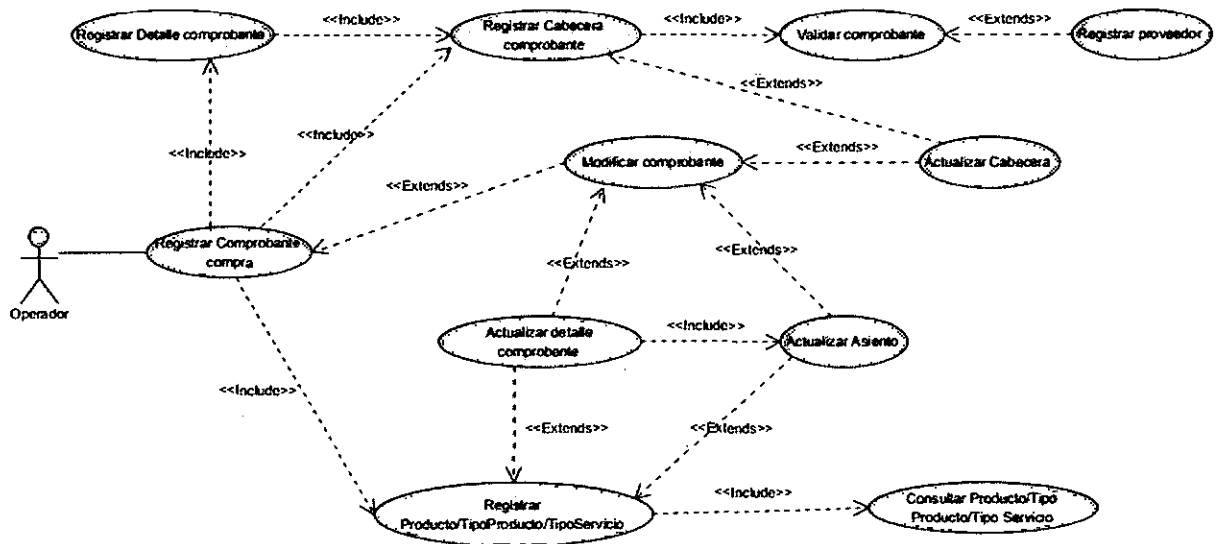 <<Include>>
<<Include>>
<<Extends>>
Registrar Detalle comprobante
Registrar Cabecera
comprobante
Validar comprobante
Registrar proveedor
<<Extends>>
<<Include>>
<<Include>>
Modificar comprobante
<<Extends>>
Actualizar Cabecera
<<Extends>>
Registrar Comprobante
compra
<<Extends>>
<<Extends>>
Operador
Actualizar detalle
comprobante
<<Include>>
Actualizar Asiento
<<Include>>
<<Extends>>
<<Extends>>
Registrar
Producto/TipoProducto/TipoServicio
<<Include>>
Consultar Producto/Tipo
Producto/Tipo Servicio